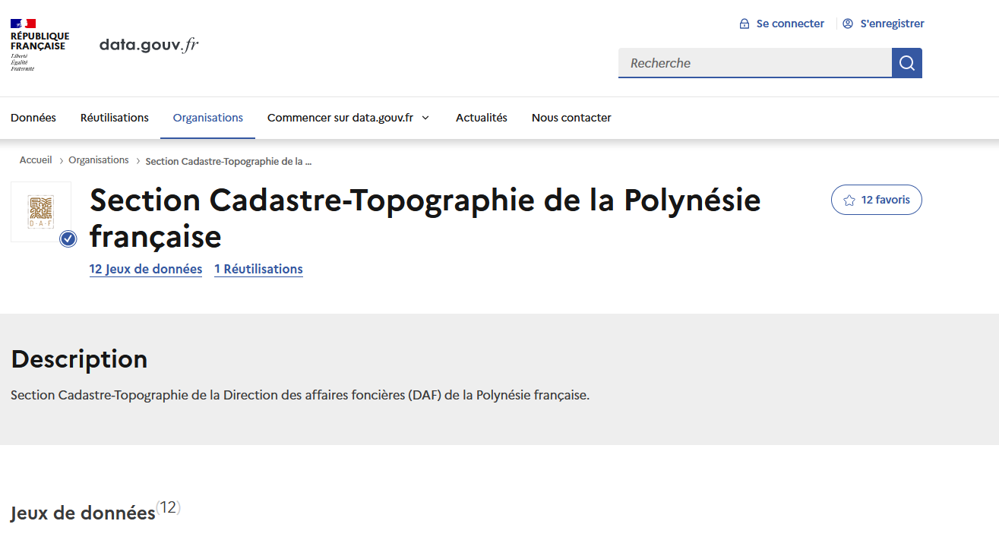 RÉPUBLIQUE
FRANÇAISE
Liberté
Égalité
Fraternité
data.gouv.fr
Se connecter
S'enregistrer
Recherche
Données Réutilisations Organisations Commencer sur data.gouv.fr Actualités Nous contacter
Accueil > Organisations > Section Cadastre-Topographie de la ...
D·A·F
Section Cadastre-Topographie de la Polynésie
française
12 favoris
12 Jeux de données 1 Réutilisations
Description
Section Cadastre-Topographie de la Direction des affaires foncières (DAF) de la Polynésie française.
Jeux de données(12)